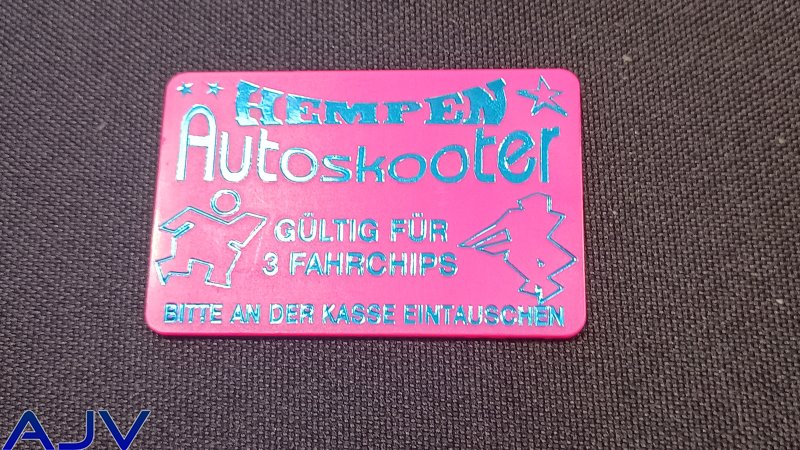 HEMPEN
Autoskooter
GÜLTIG FÜR
3 FAHRCHIPS
BITTE AN DER KASSE EINTAUSCHEN
AJV